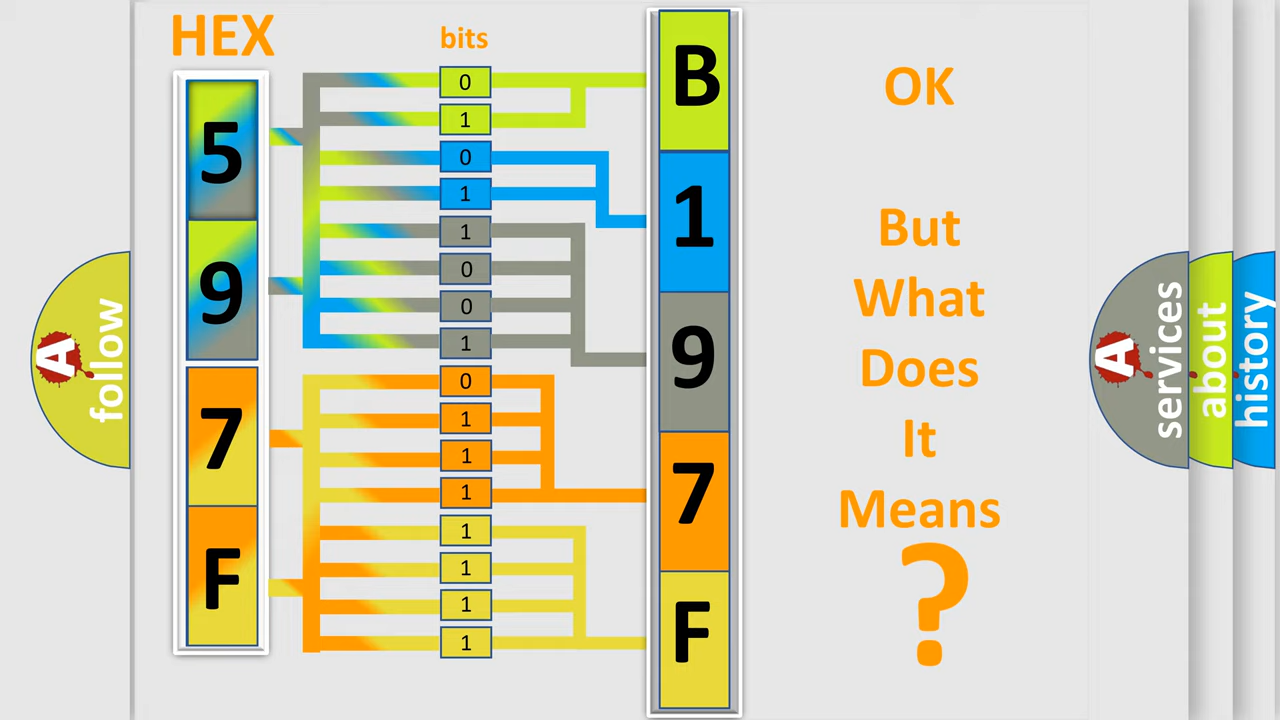 HEX
bits
5
9
7
F
0
1
0
1
1
0
0
1
0
1
1
1
1
1
1
1
B
1
9
7
F
OK
But
What
Does
It
Means
?
A
follow
A
services
about
history